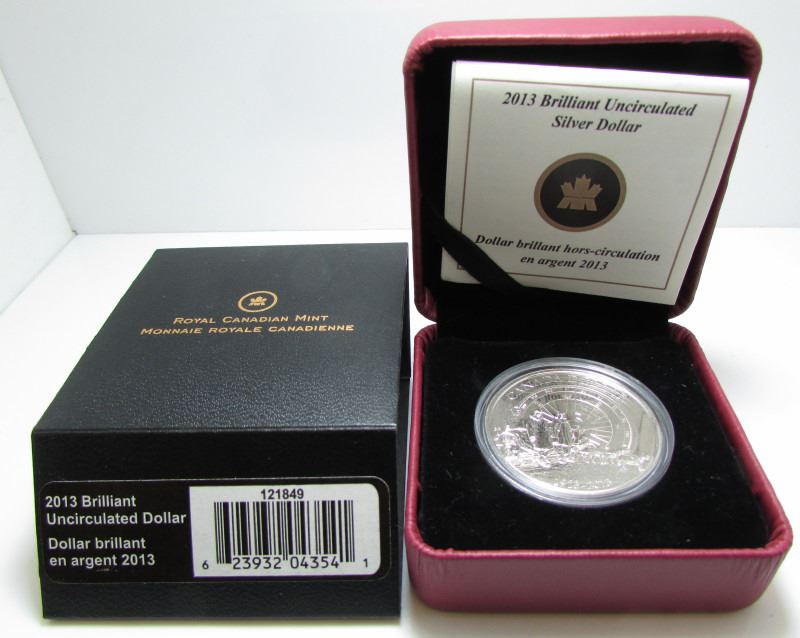 2013 Brilliant Uncirculated
Silver Dollar
Dollar brillant hors-circulation
en argent 2013
ROYAL CANADIAN MINT
MONNAIE ROYALE CANADIENNE
2013 Brilliant
Uncirculated Dollar
Dollar brillant
en argent 2013
121849
6 23932 04354 1
CANADA